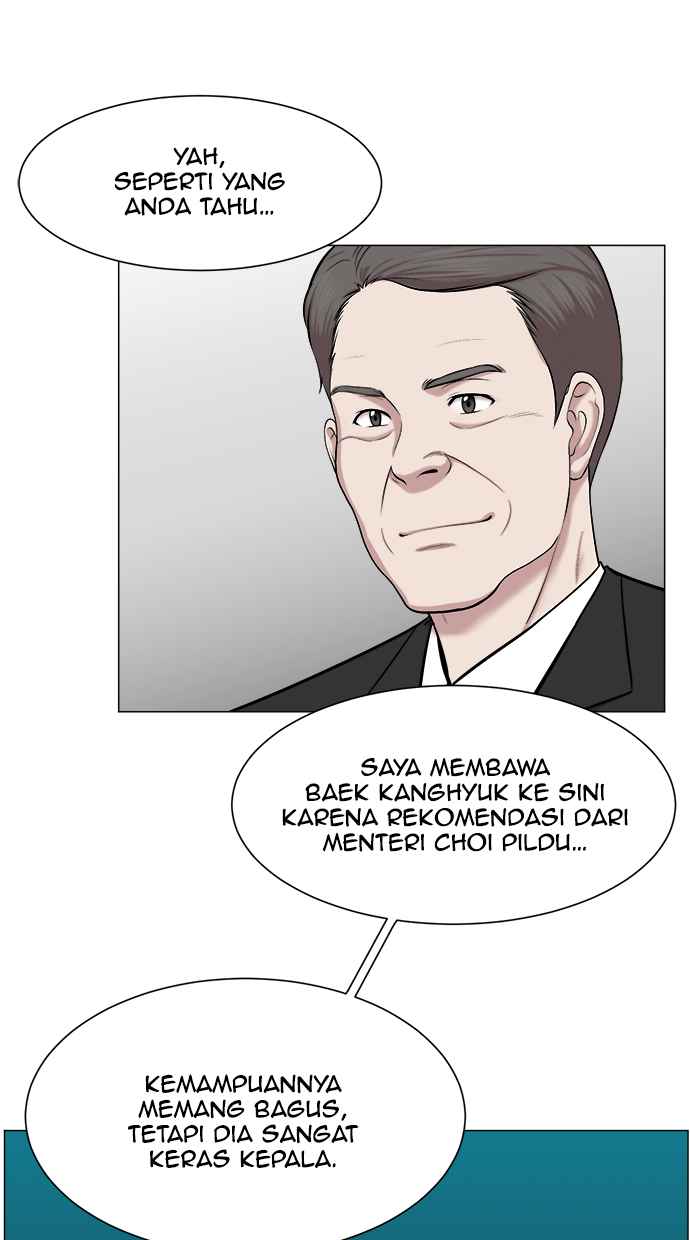 YAH,
SEPERTI YANG
ANDA TAHU...
SAYA MEMBAWA
BAEK KANGHYUK KE SINI
KARENA REKOMENDASI DARI
MENTERI CHOI PILDU...
KEMAMPUANNYA
MEMANG BAGUS,
TETAPI DIA SANGAT
KERAS KEPALA.